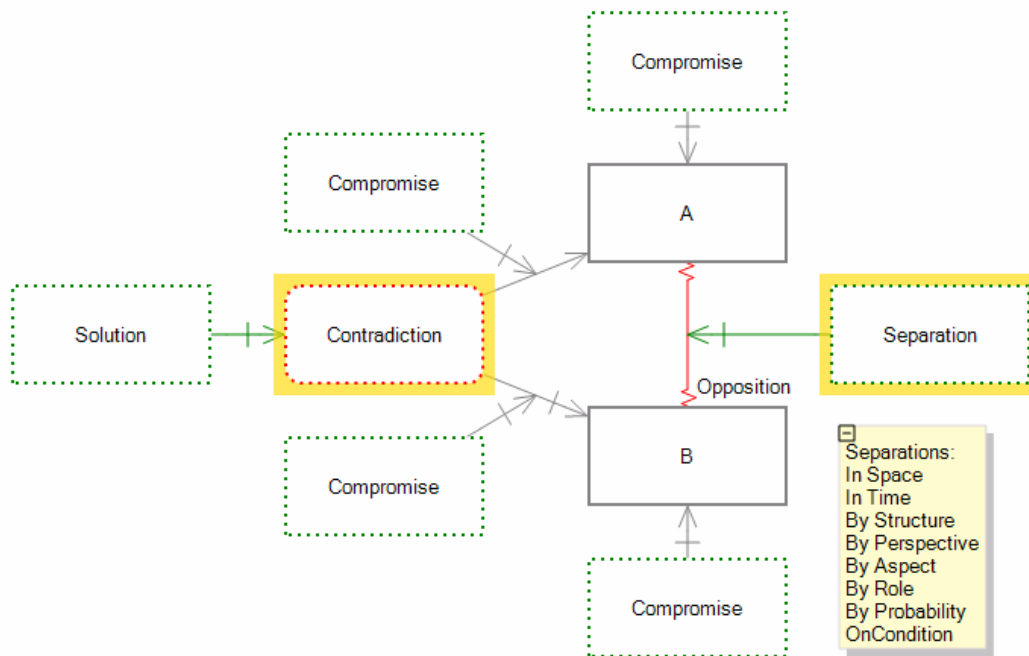 Compromise
Compromise
A
Solution
Contradiction
Separation
Opposition
Compromise
B
Compromise
Separations:
In Space
In Time
By Structure
By Perspective
By Aspect
By Role
By Probability
OnCondition